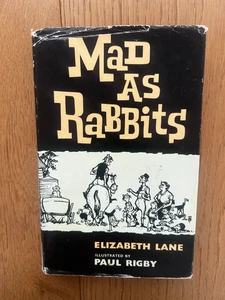 MAD
AS
RABBITS
ELIZABETH LANE
ILLUSTRATED BY
PAUL RIGBY